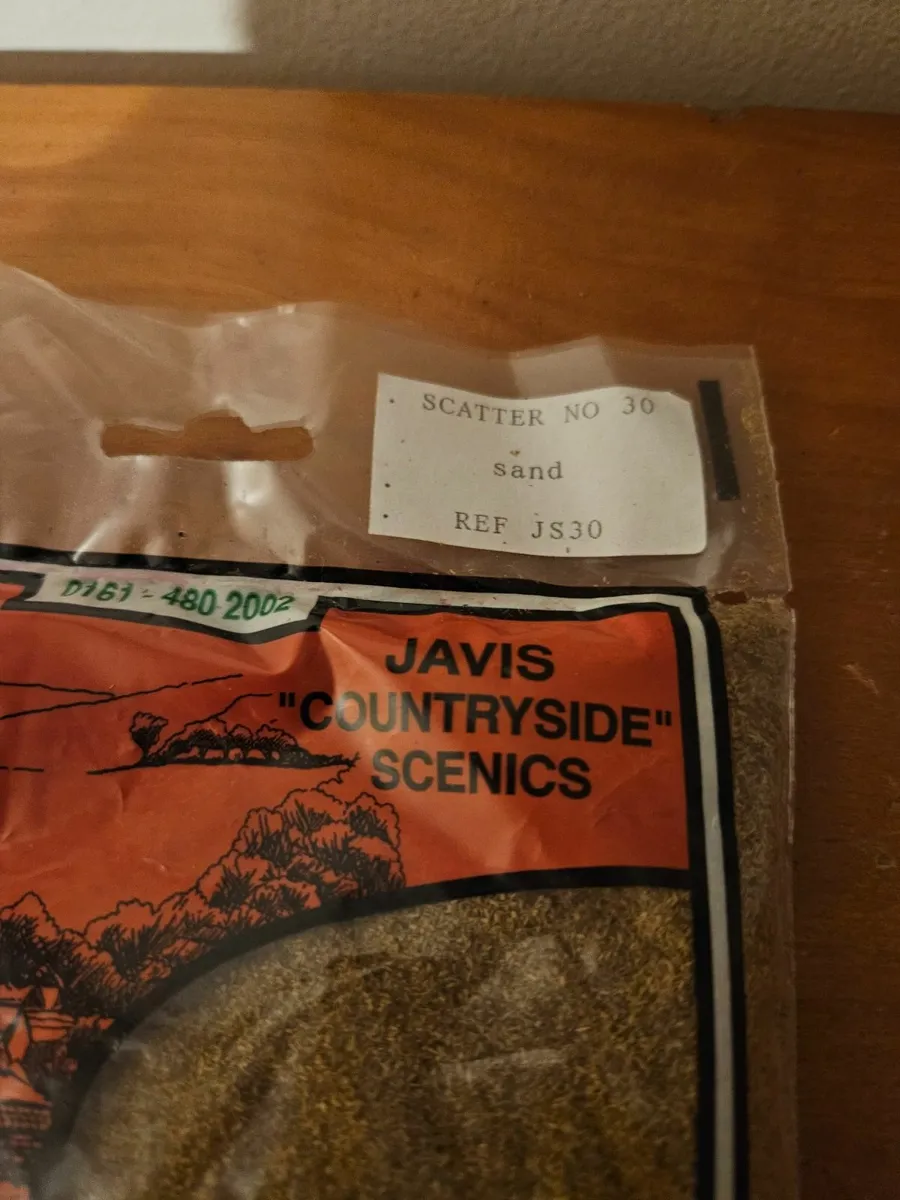 SCATTER NO 30
sand
REF JS30
0161 - 480 2002
JAVIS
"COUNTRYSIDE"
SCENICS